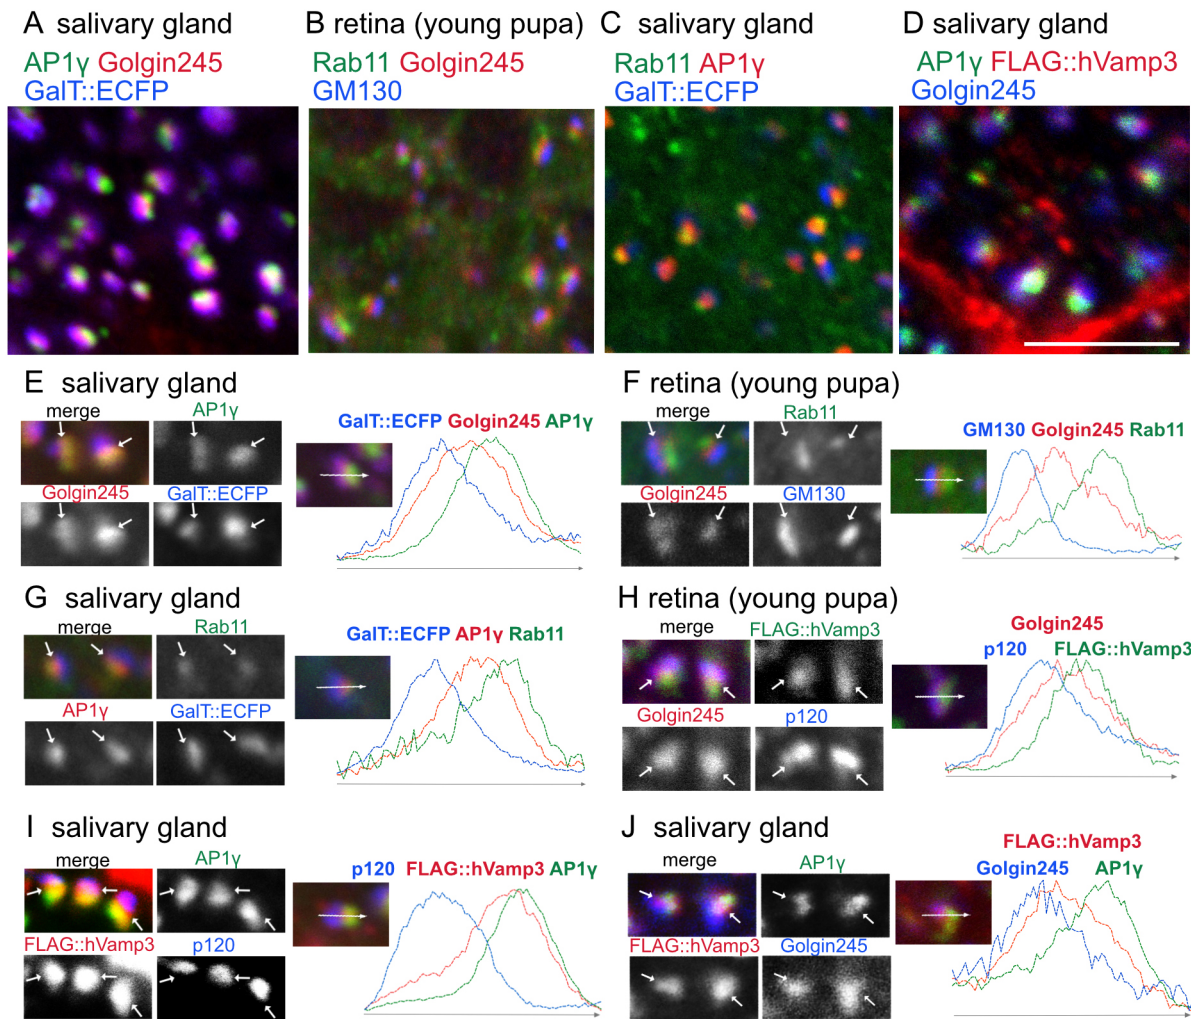 A salivary gland
AP1γ Golgin245
GalT::ECFP
B retina (young pupa)
Rab11 Golgin245
GM130
C salivary gland
Rab11 AP1γ
GalT::ECFP
D salivary gland
AP1γ FLAG::hVamp3
Golgin245
E salivary gland
merge
AP1γ
Golgin245
GalT::ECFP
GalT::ECFP Golgin245 AP1γ
F retina (young pupa)
merge
Rab11
Golgin245
GM130
GM130 Golgin245 Rab11
G salivary gland
merge
Rab11
AP1γ
GalT::ECFP
GalT::ECFP AP1γ Rab11
H retina (young pupa)
merge
FLAG::hVamp3
Golgin245
p120
Golgin245
p120 FLAG::hVamp3
I salivary gland
merge
AP1γ
FLAG::hVamp3
p120
p120 FLAG::hVamp3 AP1γ
J salivary gland
merge
AP1γ
FLAG::hVamp3
Golgin245
FLAG::hVamp3
Golgin245 AP1γ